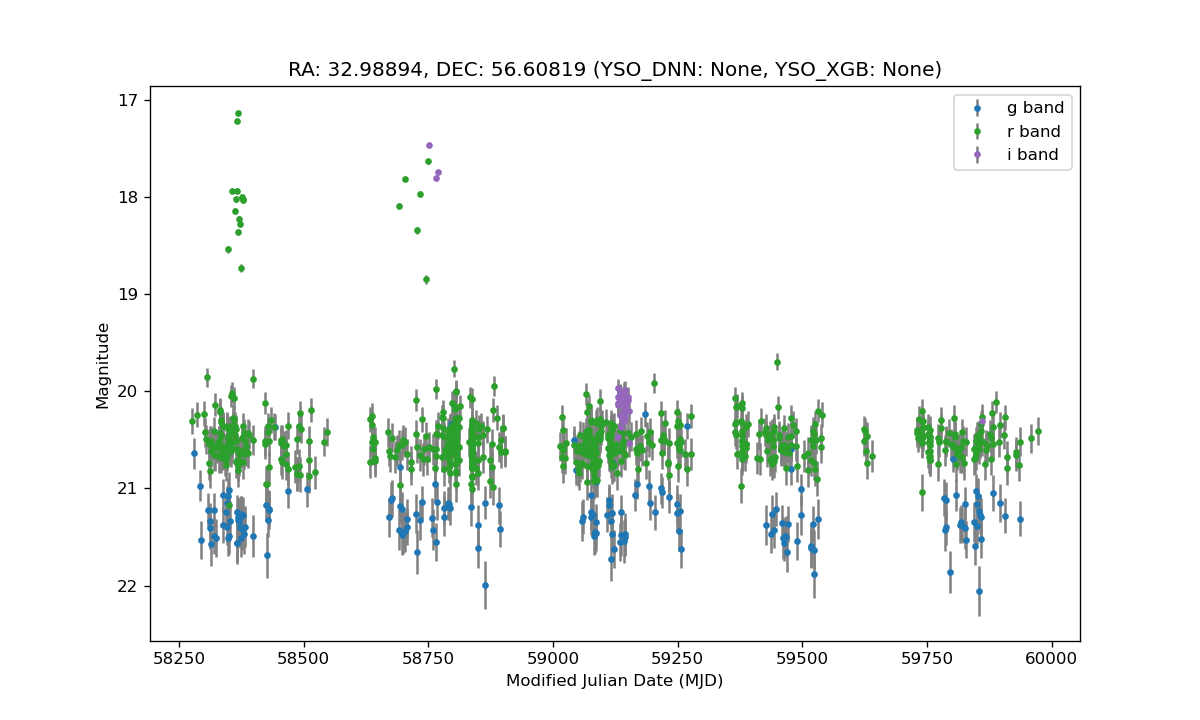 RA: 32.98894, DEC: 56.60819 (YSO_DNN: None, YSO_XGB: None)
g band
r band
i band
17
18
19
20
21
22
Magnitude
58250 58500 58750 59000 59250 59500 59750 60000
Modified Julian Date (MJD)